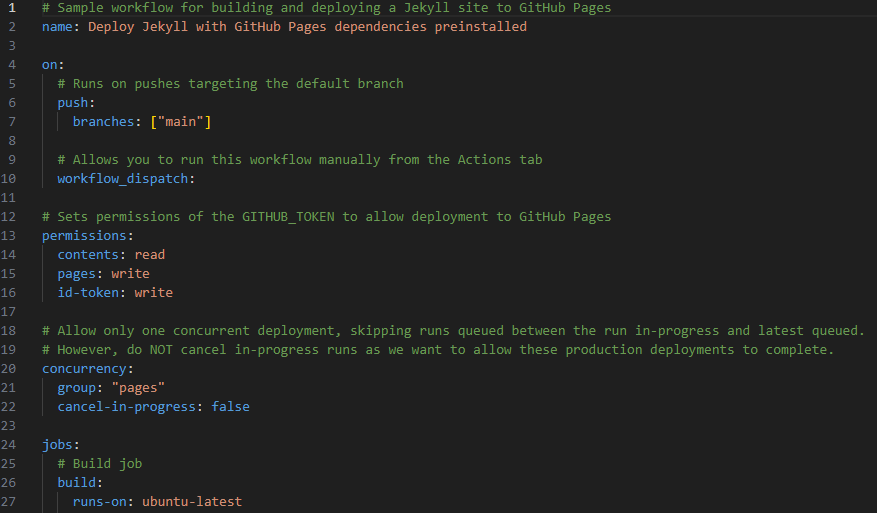 1 # Sample workflow for building and deploying a Jekyll site to GitHub Pages
2 name: Deploy Jekyll with GitHub Pages dependencies preinstalled
3
4 on:
5   # Runs on pushes targeting the default branch
6   push:
7     branches: ["main"]
8
9   # Allows you to run this workflow manually from the Actions tab
10   workflow_dispatch:
11
12 # Sets permissions of the GITHUB_TOKEN to allow deployment to GitHub Pages
13 permissions:
14   contents: read
15   pages: write
16   id-token: write
17
18 # Allow only one concurrent deployment, skipping runs queued between the run in-progress and latest queued.
19 # However, do NOT cancel in-progress runs as we want to allow these production deployments to complete.
20 concurrency:
21   group: "pages"
22   cancel-in-progress: false
23
24 jobs:
25   # Build job
26   build:
27     runs-on: ubuntu-latest